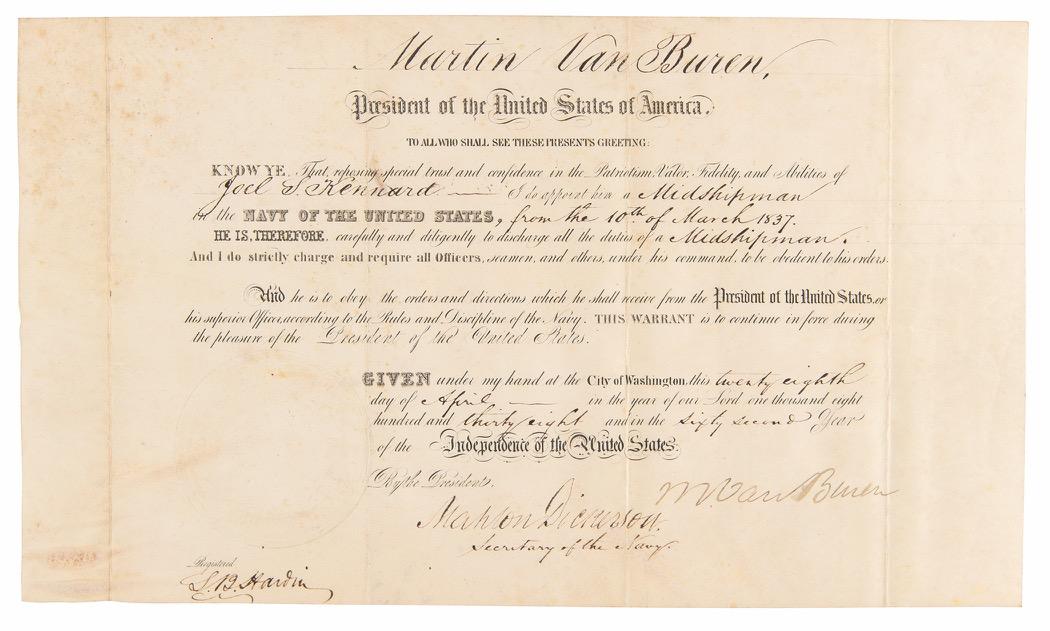 Martin Van Buren,
President of the United States of America.
TO ALL WHO SHALL SEE THESE PRESENTS GREETING:
KNOW YE, That, reposing special trust and confidence in the Patriotism, Valor, Fidelity, and Abilities of
Joel S. Kennard I do appoint him a Midshipman
in the NAVY OF THE UNITED STATES, from the 10th of March 1837.
HE IS, THEREFORE, carefully and diligently to discharge all the duties of a Midshipman.
And I do strictly charge and require all Officers, seamen, and others, under his command, to be obedient to his orders.
And he is to obey the orders and directions which he shall receive from the President of the United States, or
his superior Officer, according to the Rules and Discipline of the Navy. THIS WARRANT is to continue in force during
the pleasure of the President of the United States.
GIVEN under my hand at the City of Washington, this twenty eighth
day of April in the year of our Lord one thousand eight
hundred and thirty eight and in the sixty second Year
of the Independence of the United States.
By the President,
M. Van Buren
Mahlon Dickerson.
Secretary of the Navy.
Registered
L. B. Hardin